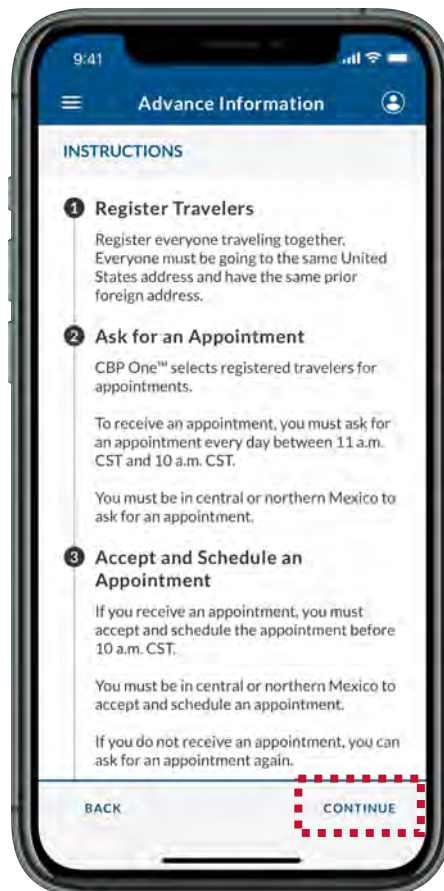 9:41
Advance Information
INSTRUCTIONS
1 Register Travelers
Register everyone traveling together.
Everyone must be going to the same United
States address and have the same prior
foreign address.
2 Ask for an Appointment
CBP One™ selects registered travelers for
appointments.
To receive an appointment, you must ask for
an appointment every day between 11 a.m.
CST and 10 a.m. CST.
You must be in central or northern Mexico to
ask for an appointment.
3 Accept and Schedule an
Appointment
If you receive an appointment, you must
accept and schedule the appointment before
10 a.m. CST.
You must be in central or northern Mexico to
accept and schedule an appointment.
If you do not receive an appointment, you can
ask for an appointment again.
BACK CONTINUE